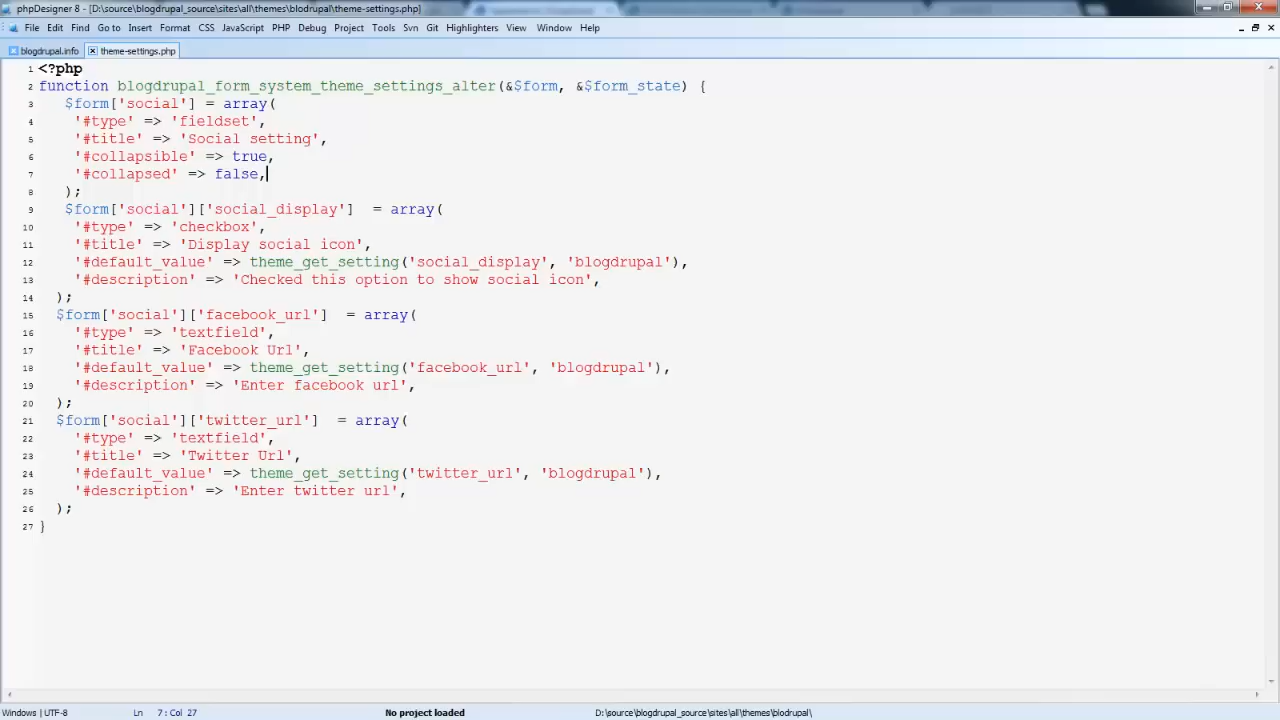 phpDesigner 8 - [D:\source\blogdrupal_source\sites\all\themes\blodrupal\theme-settings.php]
File Edit Find Go to Insert Format CSS JavaScript PHP Debug Project Tools Svn Git Highlighters View Window Help
blogdrupal.info theme-settings.php
1 <?php
2 function blogdrupal_form_system_theme_settings_alter(&$form, &$form_state) {
3 $form['social'] = array(
4 '#type' => 'fieldset',
5 '#title' => 'Social setting',
6 '#collapsible' => true,
7 '#collapsed' => false,
8 );
9 $form['social']['social_display'] = array(
10 '#type' => 'checkbox',
11 '#title' => 'Display social icon',
12 '#default_value' => theme_get_setting('social_display', 'blogdrupal'),
13 '#description' => 'Checked this option to show social icon',
14 );
15 $form['social']['facebook_url'] = array(
16 '#type' => 'textfield',
17 '#title' => 'Facebook Url',
18 '#default_value' => theme_get_setting('facebook_url', 'blogdrupal'),
19 '#description' => 'Enter facebook url',
20 );
21 $form['social']['twitter_url'] = array(
22 '#type' => 'textfield',
23 '#title' => 'Twitter Url',
24 '#default_value' => theme_get_setting('twitter_url', 'blogdrupal'),
25 '#description' => 'Enter twitter url',
26 );
27 }
Windows | UTF-8 Ln 7 : Col 27 No project loaded D:\source\blogdrupal_source\sites\all\themes\blodrupal\